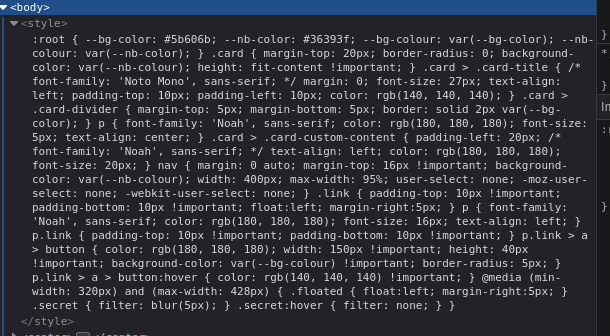 <body>
<style>
:root { --bg-color: #5b606b; --nb-color: #36393f; --bg-colour: var(--bg-color); --nb-
colour: var(--nb-color); } .card { margin-top: 20px; border-radius: 0; background-
color: var(--nb-colour); height: fit-content !important; } .card > .card-title { /*
font-family: 'Noto Mono', sans-serif; */ margin: 0; font-size: 27px; text-align:
left; padding-top: 10px; padding-left: 10px; color: rgb(140, 140, 140); } .card >
.card-divider { margin-top: 5px; margin-bottom: 5px; border: solid 2px var(--bg-
color); } p { font-family: 'Noah', sans-serif; color: rgb(180, 180, 180); font-size:
5px; text-align: center; } .card > .card-custom-content { padding-left: 20px; /*
font-family: 'Noah', sans-serif; */ text-align: left; color: rgb(180, 180, 180);
font-size: 20px; } nav { margin: 0 auto; margin-top: 16px !important; background-
color: var(--nb-colour); width: 400px; max-width: 95%; user-select: none; -moz-user-
select: none; -webkit-user-select: none; } .link { padding-top: 10px !important;
padding-bottom: 10px !important; float:left; margin-right:5px; } p { font-family:
'Noah', sans-serif; color: rgb(180, 180, 180); font-size: 16px; text-align: left; }
p.link { padding-top: 10px !important; padding-bottom: 10px !important; } p.link > a
> button { color: rgb(180, 180, 180); width: 150px !important; height: 40px
!important; background-color: var(--bg-colour) !important; border-radius: 5px; }
p.link > a > button:hover { color: rgb(140, 140, 140) !important; } @media (min-
width: 320px) and (max-width: 428px) { .floated { float:left; margin-right:5px; }
.secret { filter: blur(5px); } .secret:hover { filter: none; } }
</style>